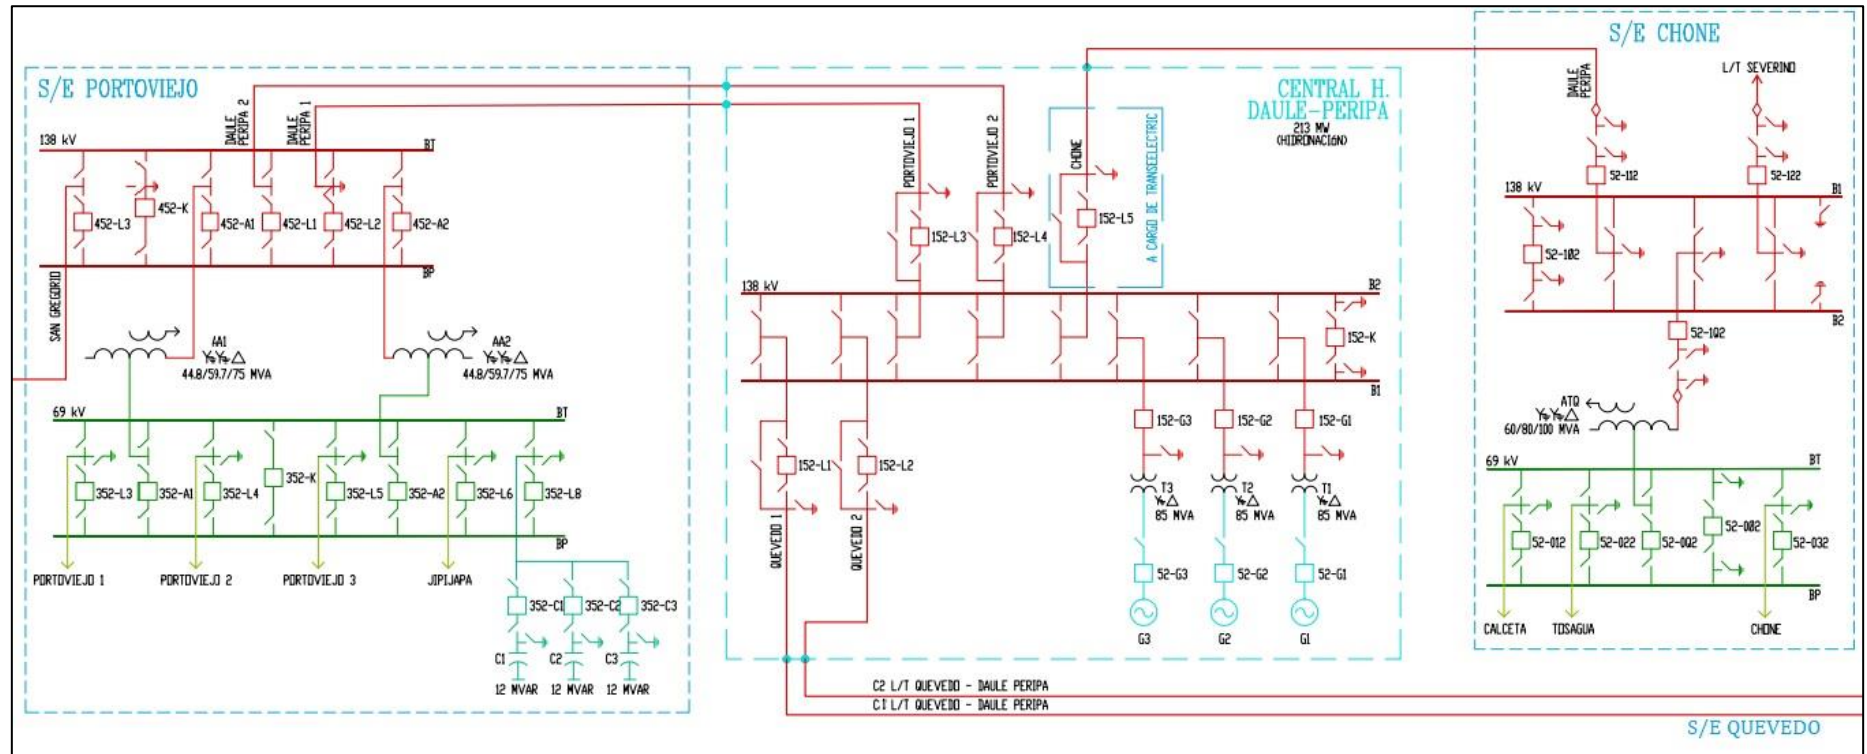 S/E PORTOVIEJO
DAULE
PERIPA 2
DAULE
PERIPA 1
138 kV
BT
452-L3
452-K
452-A1
452-L1
452-L2
452-A2
BP
SAN GREGORIO
AA1
44.8/59.7/75 MVA
AA2
44.8/59.7/75 MVA
69 kV
BT
352-L3
352-A1
352-L4
352-K
352-L5
352-A2
352-L6
352-L8
BP
PORTOVIEJO 1
PORTOVIEJO 2
PORTOVIEJO 3
JIPIJAPA
352-C1
352-C2
352-C3
C1
C2
C3
12 MVAR
12 MVAR
12 MVAR
CENTRAL H.
DAULE-PERIPA
213 MW
(HIDRONACIÓN)
PORTOVIEJO 1
PORTOVIEJO 2
CHONE
A CARGO DE TRANSELECTRIC
152-L3
152-L4
152-L5
138 kV
B2
152-K
B1
152-G3
152-G2
152-G1
152-L1
152-L2
T3
85 MVA
T2
85 MVA
T1
85 MVA
QUEVEDO 1
QUEVEDO 2
52-G3
52-G2
52-G1
G3
G2
G1
C2 L/T QUEVEDO - DAULE PERIPA
C1 L/T QUEVEDO - DAULE PERIPA
S/E QUEVEDO
S/E CHONE
DAULE
PERIPA
L/T SEVERINO
52-112
52-122
138 kV
B1
52-102
B2
52-1Q2
ATQ
60/80/100 MVA
69 kV
BT
52-012
52-022
52-0Q2
52-002
52-032
BP
CALCETA
TOSAGUA
CHONE